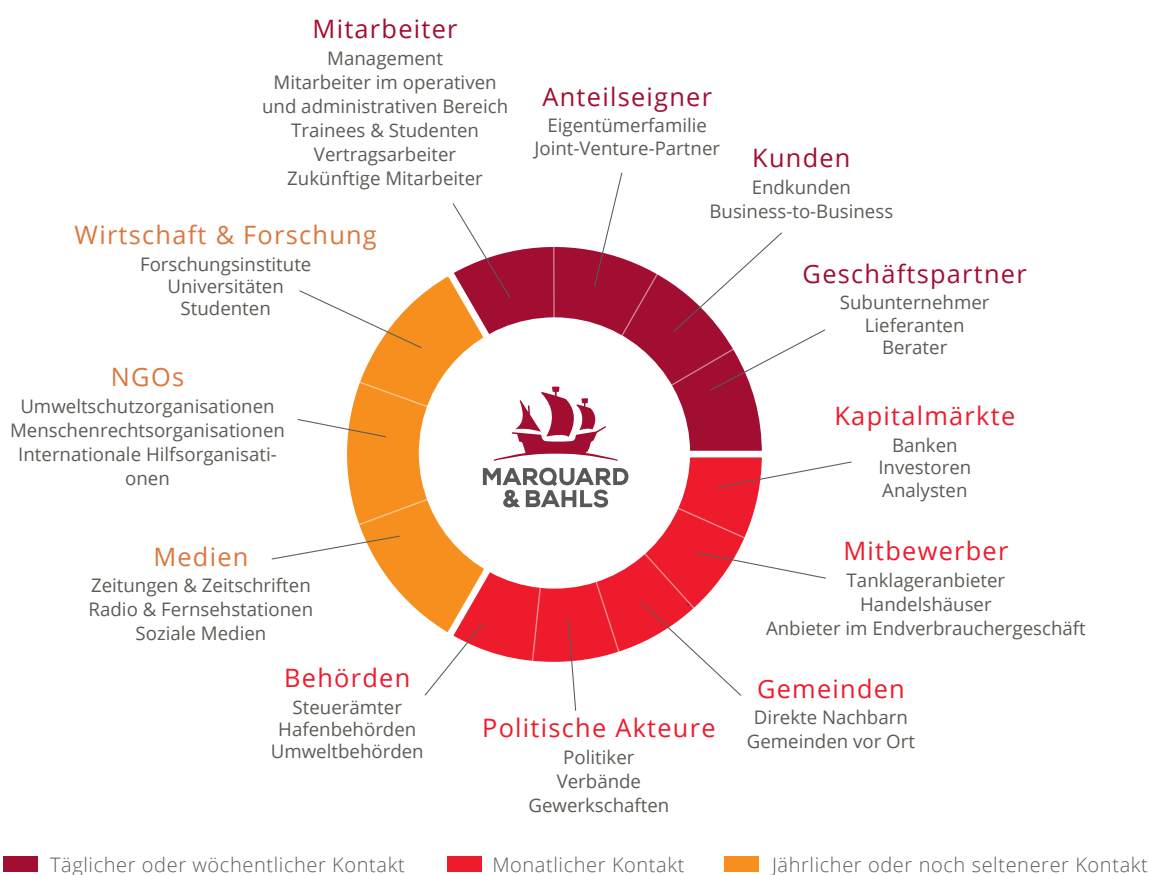 Mitarbeiter
Management
Mitarbeiter im operativen
und administrativen Bereich
Trainees & Studenten
Vertragsarbeiter
Zukünftige Mitarbeiter
Anteilseigner
Eigentümerfamilie
Joint-Venture-Partner
Kunden
Endkunden
Business-to-Business
Geschäftspartner
Subunternehmer
Lieferanten
Berater
Kapitalmärkte
Banken
Investoren
Analysten
Mitbewerber
Tanklageranbieter
Handelshäuser
Anbieter im Endverbrauchergeschäft
Gemeinden
Direkte Nachbarn
Gemeinden vor Ort
Politische Akteure
Politiker
Verbände
Gewerkschaften
Behörden
Steuerämter
Hafenbehörden
Umweltbehörden
Medien
Zeitungen & Zeitschriften
Radio & Fernsehstationen
Soziale Medien
NGOs
Umweltschutzorganisationen
Menschenrechtsorganisationen
Internationale Hilfsorganisati-
onen
Wirtschaft & Forschung
Forschungsinstitute
Universitäten
Studenten
MARQUARD
& BAHLS
Täglicher oder wöchentlicher Kontakt
Monatlicher Kontakt
Jährlicher oder noch seltenerer Kontakt